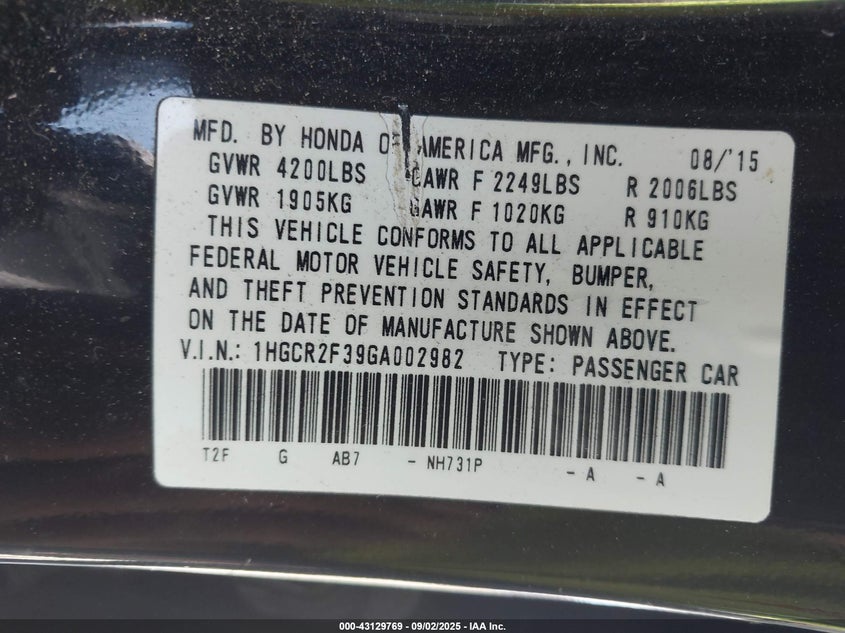 MFD. BY HONDA OF AMERICA MFG., INC. 08/'15
GVWR 4200LBS GAWR F 2249LBS R 2006LBS
GVWR 1905KG GAWR F 1020KG R 910KG
THIS VEHICLE CONFORMS TO ALL APPLICABLE
FEDERAL MOTOR VEHICLE SAFETY, BUMPER,
AND THEFT PREVENTION STANDARDS IN EFFECT
ON THE DATE OF MANUFACTURE SHOWN ABOVE.
V.I.N.: 1HGCR2F39GA002982 TYPE: PASSENGER CAR
T2F G AB7 - NH731P - A - A
000-43129769 - 09/02/2025 - IAA Inc.